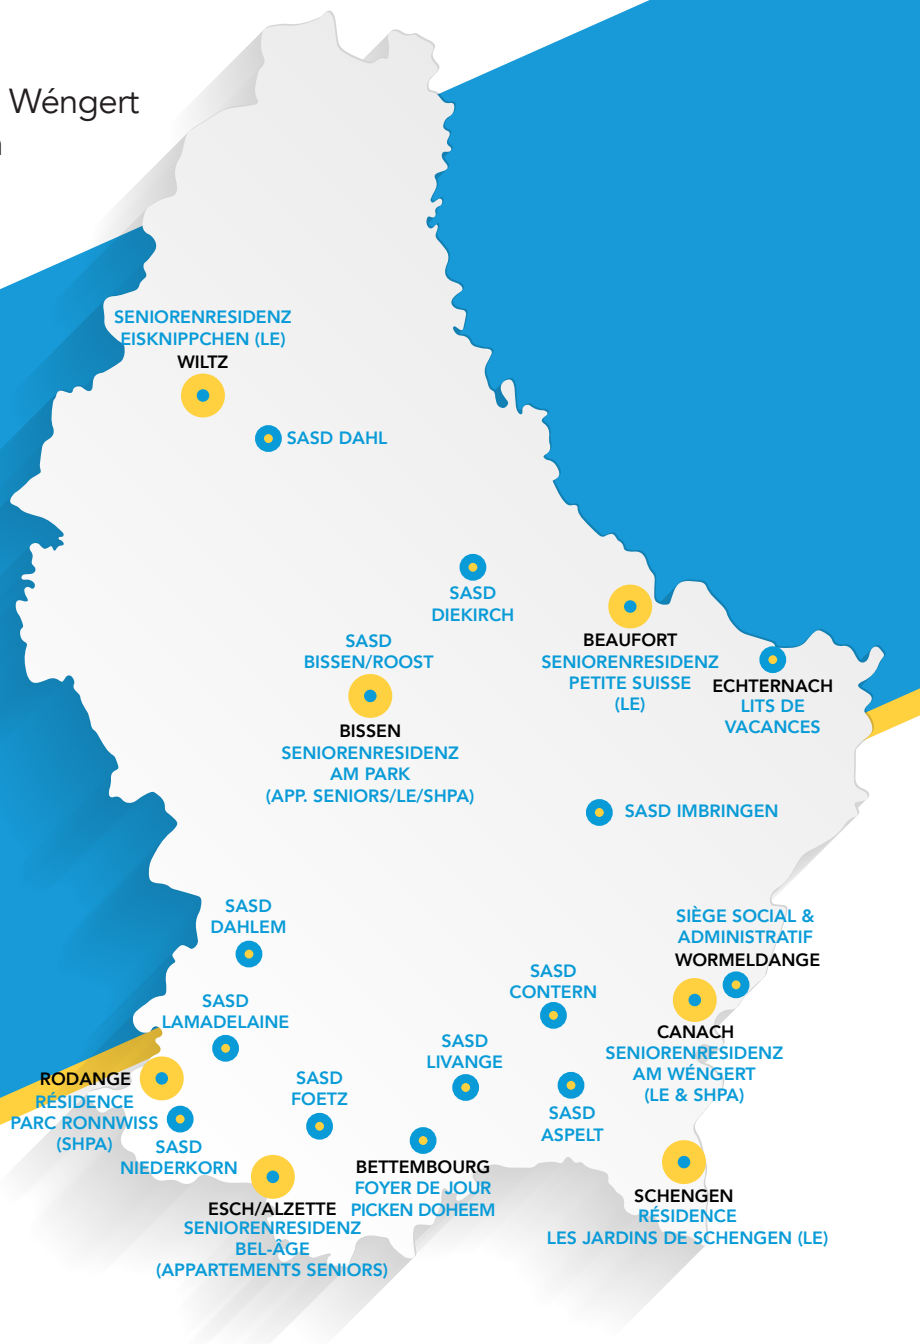 Wéngert
SENIORENRESIDENZ
EISKNIPPCHEN (LE)
WILTZ
SASD DAHL
SASD
DIEKIRCH
BEAUFORT
SENIORENRESIDENZ
PETITE SUISSE
(LE)
ECHTERNACH
LITS DE
VACANCES
SASD
BISSEN/ROOST
BISSEN
SENIORENRESIDENZ
AM PARK
(APP. SENIORS/LE/SHPA)
SASD IMBRINGEN
SASD
DAHLEM
SIÈGE SOCIAL &
ADMINISTRATIF
WORMELDANGE
SASD
CONTERN
SASD
LAMADELAINE
CANACH
SENIORENRESIDENZ
AM WÉNGERT
(LE & SHPA)
SASD
LIVANGE
RODANGE
RÉSIDENCE
PARC RONNWISS
(SHPA)
SASD
FOETZ
SASD
ASPELT
SASD
NIEDERKORN
BETTEMBOURG
FOYER DE JOUR
PICKEN DOHEEM
ESCH/ALZETTE
SENIORENRESIDENZ
BEL-ÂGE
(APPARTEMENTS SENIORS)
SCHENGEN
RÉSIDENCE
LES JARDINS DE SCHENGEN (LE)